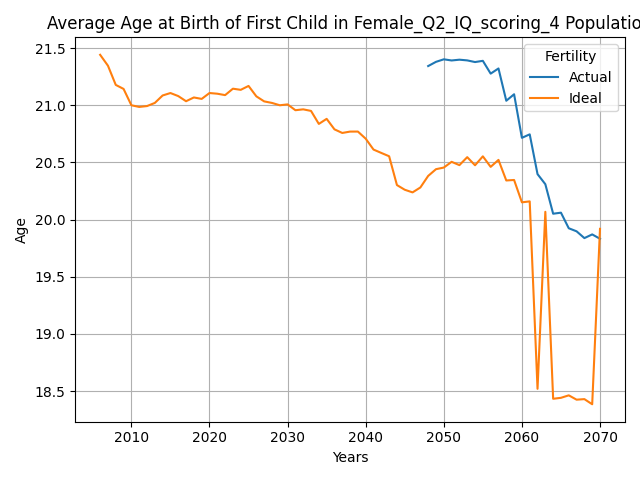 Average Age at Birth of First Child in Female_Q2_IQ_scoring_4 Populatio
21.5
21.0
20.5
20.0
19.5
19.0
18.5
Age
Fertility
Actual
Ideal
2010 2020 2030 2040 2050 2060 2070
Years